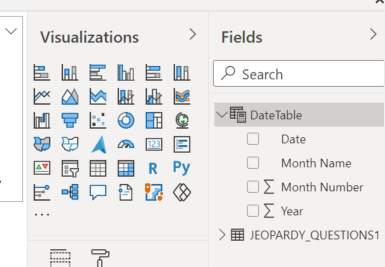 Visualizations
Fields
Search
DateTable
Date
Month Name
Month Number
Year
JEOPARDY_QUESTIONS1
123
R Py
...